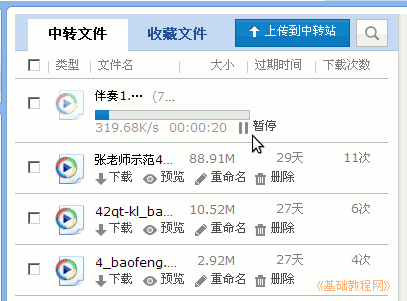 中转文件 收藏文件 上传到中转站
类型 文件名 大小 过期时间 下载次数
伴奏1.… (7...
319.68K/s 00:00:20 暂停
张老师示范4... 88.91M 29天 11次
下载 预览 重命名 删除
42qt-kl_ba... 10.52M 27天 6次
下载 预览 重命名 删除
4_baofeng.... 2.92M 27天 4次
下载 预览 重命名 删除
《基础教程网》